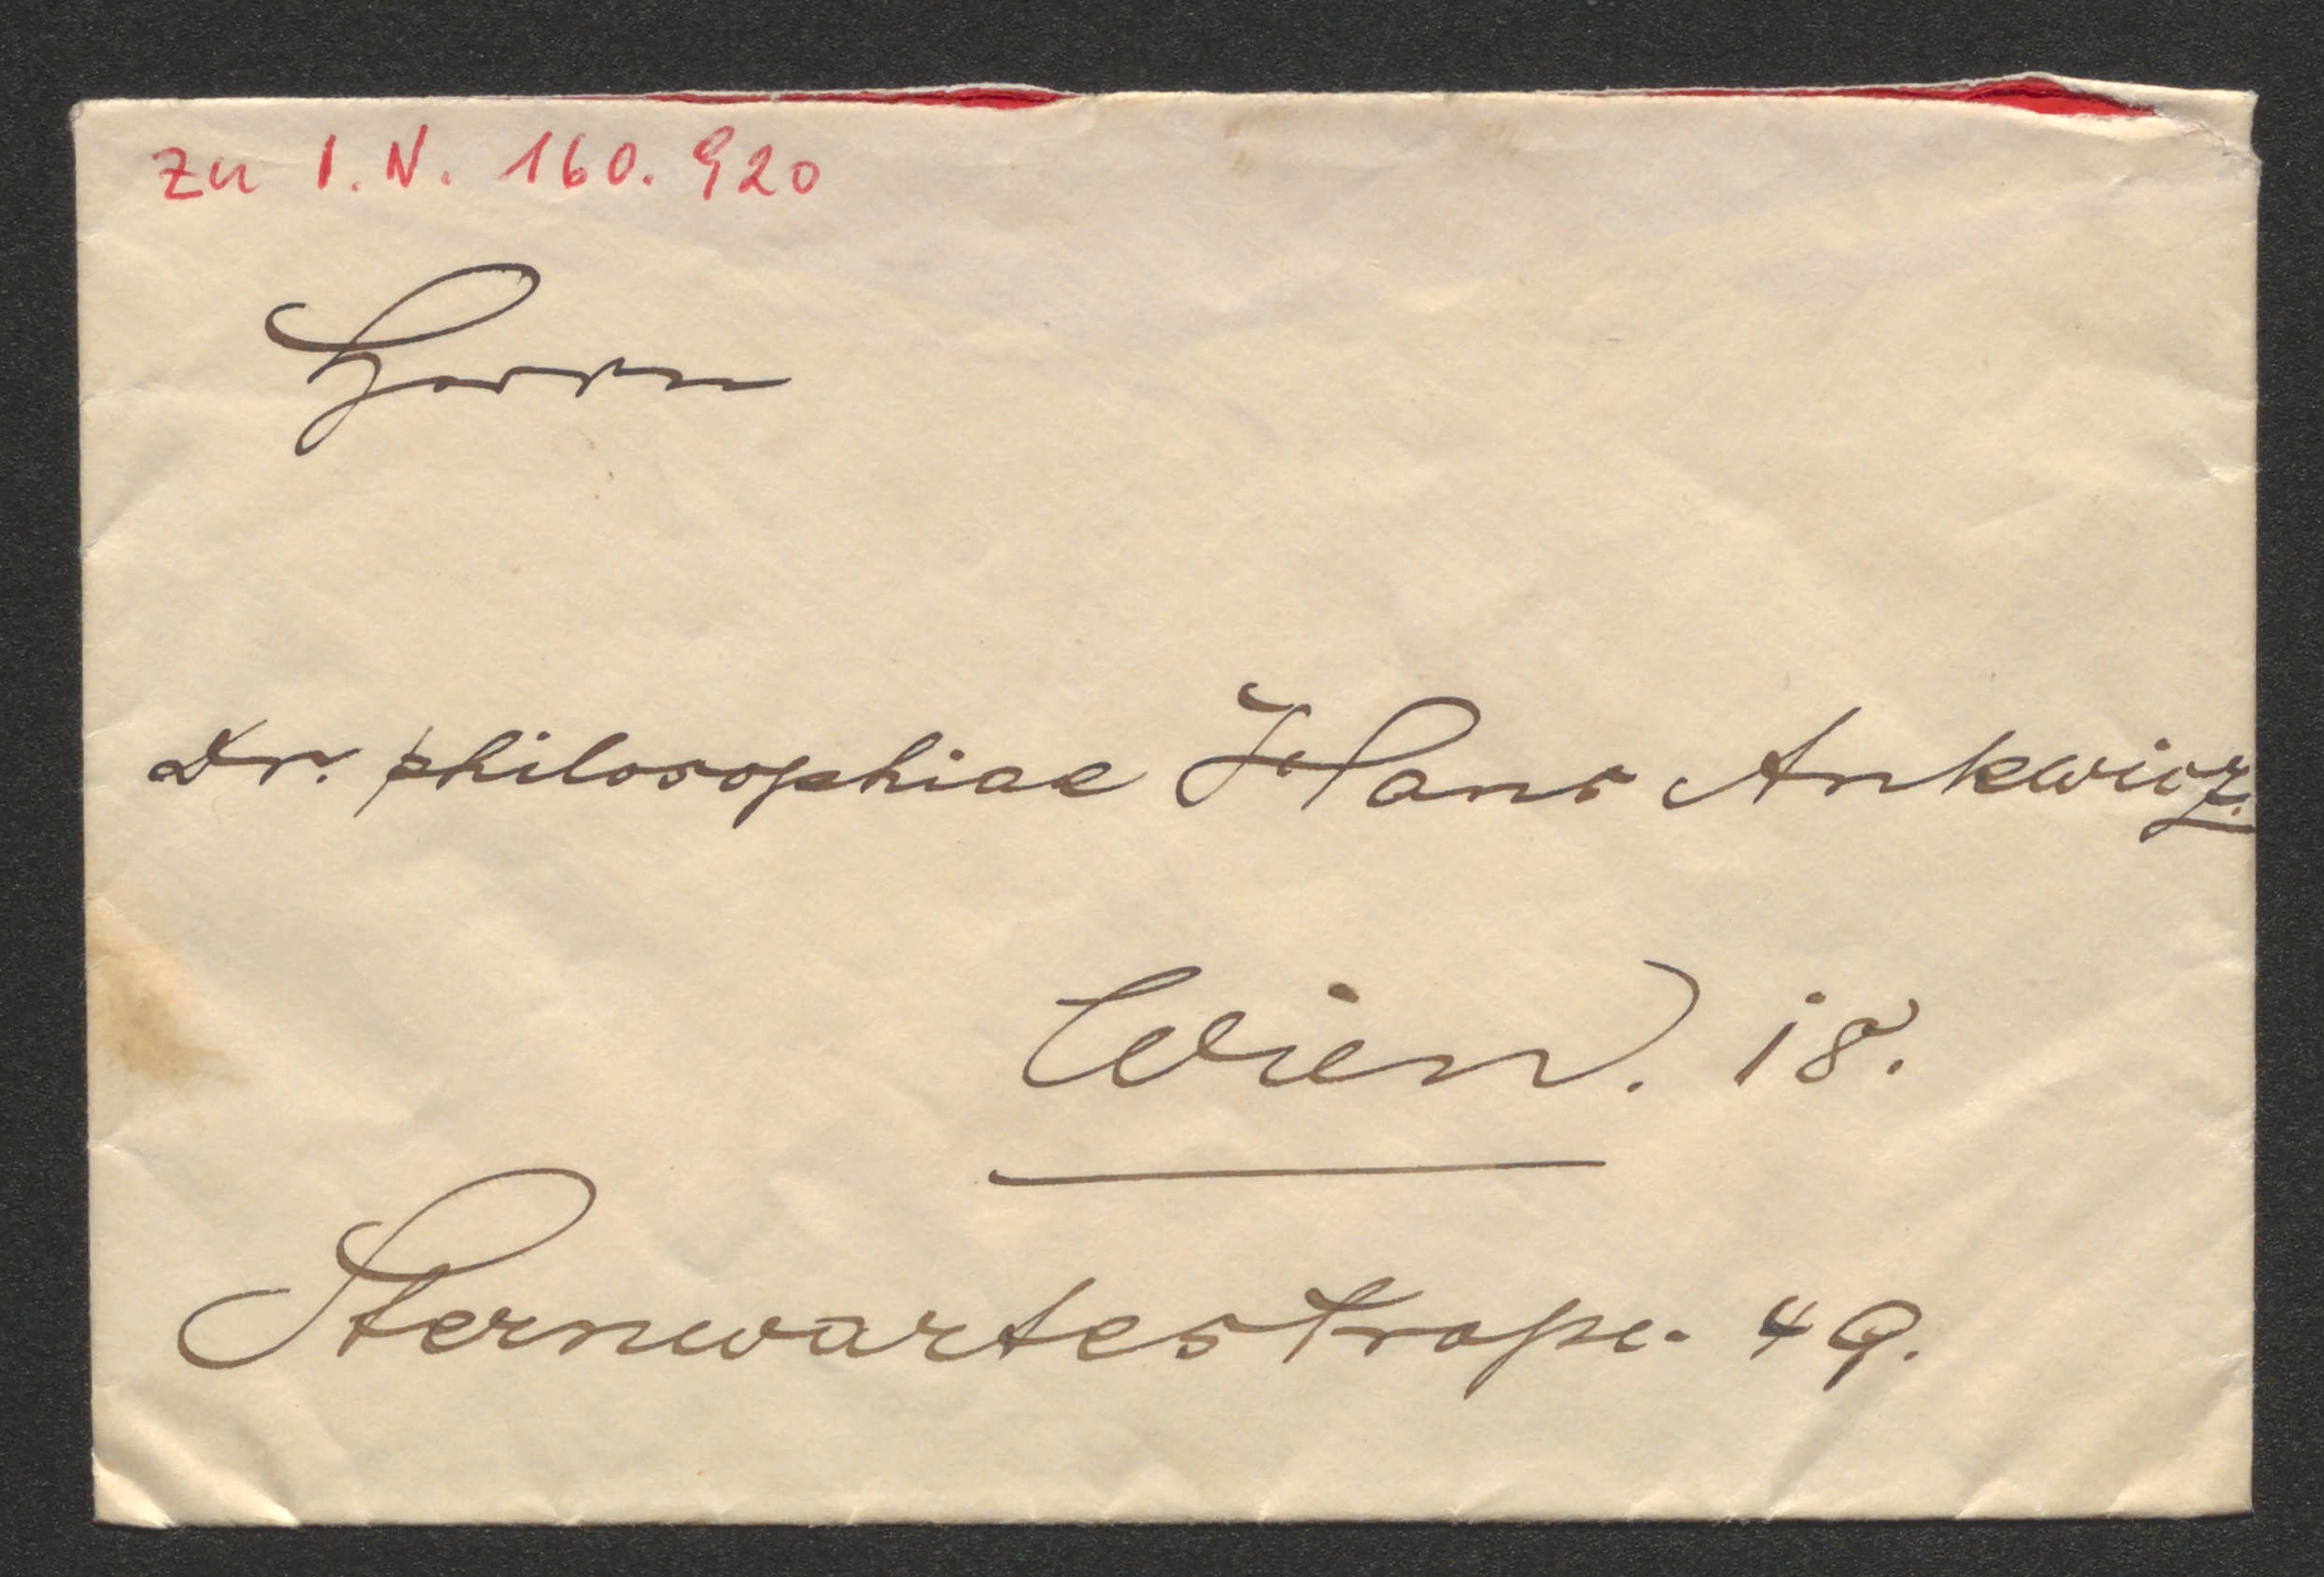 zu I.N. 160.920
Herrn
Dr. philosophiae Hans Ankwicz.
Wien. 18.
Sternwartestraße. 49.